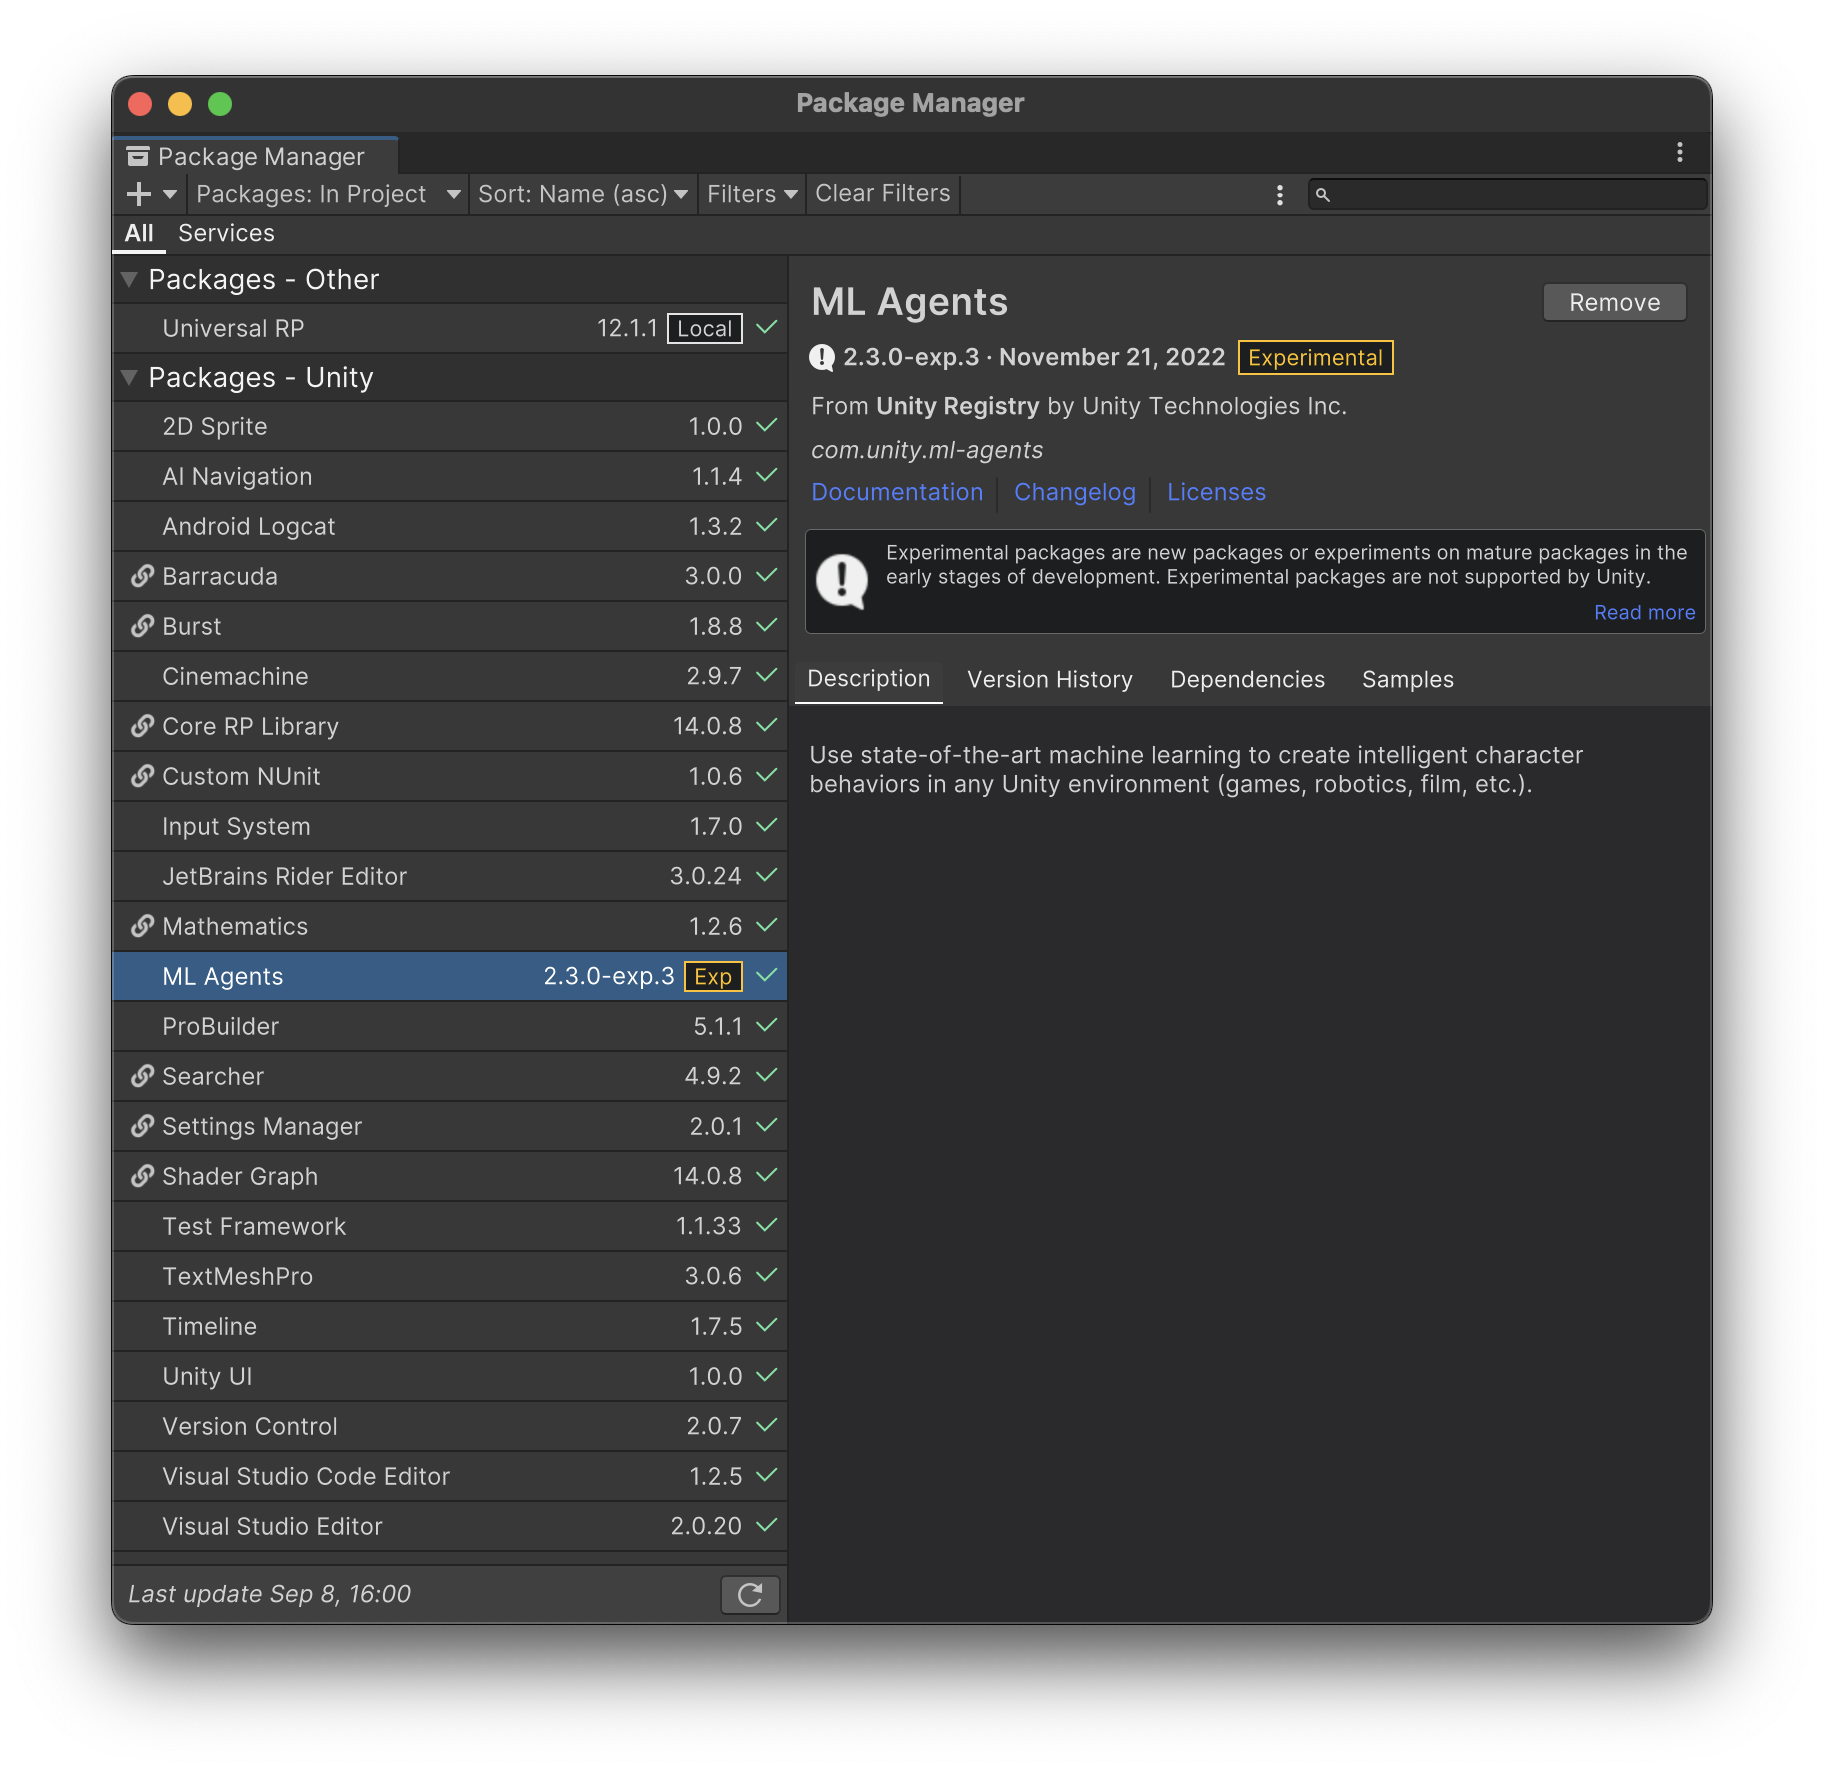 Package Manager
Package Manager
Packages: In Project Sort: Name (asc) Filters Clear Filters
All Services
Packages - Other
Universal RP 12.1.1 Local
Packages - Unity
2D Sprite 1.0.0
AI Navigation 1.1.4
Android Logcat 1.3.2
Barracuda 3.0.0
Burst 1.8.8
Cinemachine 2.9.7
Core RP Library 14.0.8
Custom NUnit 1.0.6
Input System 1.7.0
JetBrains Rider Editor 3.0.24
Mathematics 1.2.6
ML Agents 2.3.0-exp.3 Exp
ProBuilder 5.1.1
Searcher 4.9.2
Settings Manager 2.0.1
Shader Graph 14.0.8
Test Framework 1.1.33
TextMeshPro 3.0.6
Timeline 1.7.5
Unity UI 1.0.0
Version Control 2.0.7
Visual Studio Code Editor 1.2.5
Visual Studio Editor 2.0.20
Last update Sep 8, 16:00
ML Agents Remove
2.3.0-exp.3 · November 21, 2022 Experimental
From Unity Registry by Unity Technologies Inc.
com.unity.ml-agents
Documentation Changelog Licenses
Experimental packages are new packages or experiments on mature packages in the
early stages of development. Experimental packages are not supported by Unity.
Read more
Description Version History Dependencies Samples
Use state-of-the-art machine learning to create intelligent character
behaviors in any Unity environment (games, robotics, film, etc.).